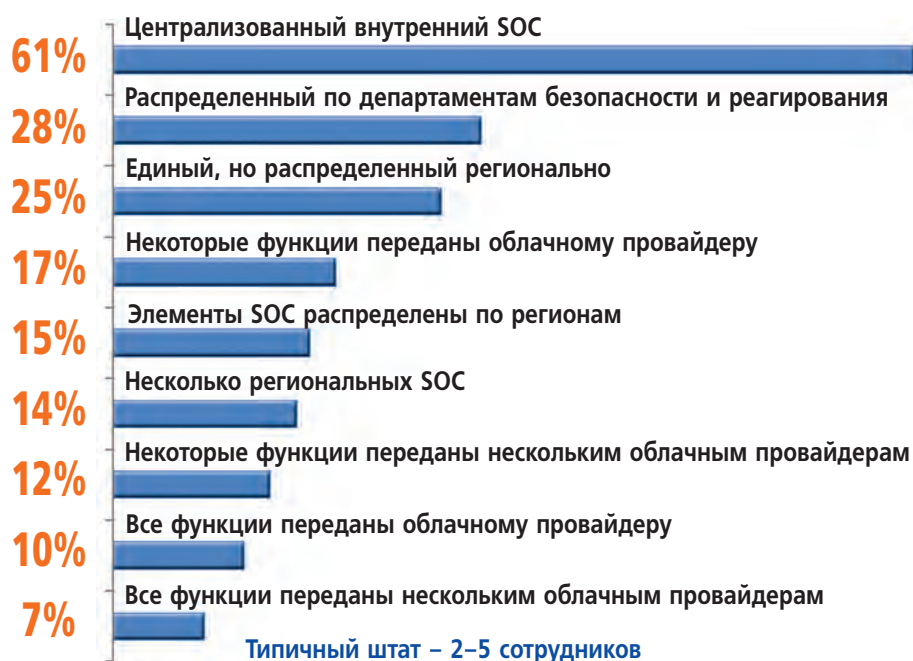 Централизованный внутренний SOC
61%
Распределенный по департаментам безопасности и реагирования
28%
Единый, но распределенный регионально
25%
Некоторые функции переданы облачному провайдеру
17%
Элементы SOC распределены по регионам
15%
Несколько региональных SOC
14%
Некоторые функции переданы нескольким облачным провайдерам
12%
Все функции переданы облачному провайдеру
10%
Все функции переданы нескольким облачным провайдерам
7%
Типичный штат – 2–5 сотрудников